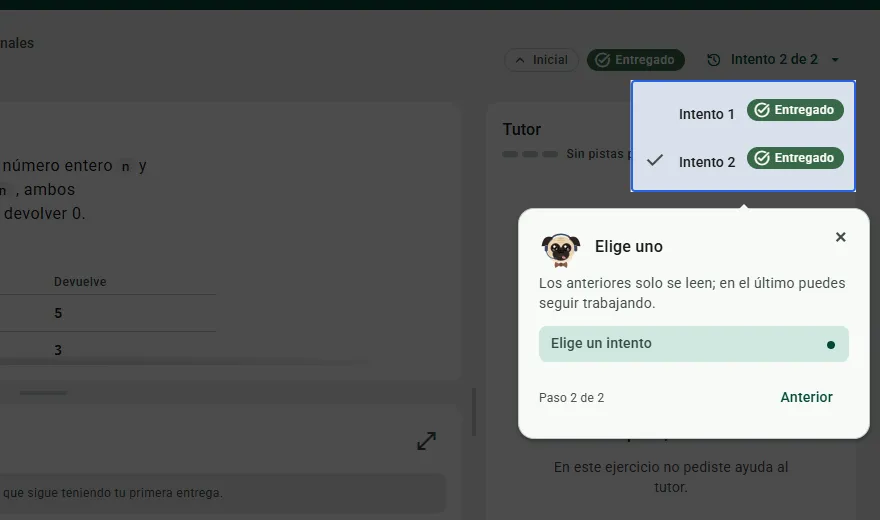 nales
Inicial
Entregado
Intento 2 de 2
Intento 1
Entregado
Intento 2
Entregado
Tutor
Sin pistas
número entero n y
n , ambos
devolver 0.
Devuelve
5
3
Elige uno
Los anteriores solo se leen; en el último puedes
seguir trabajando.
Elige un intento
Paso 2 de 2
Anterior
En este ejercicio no pediste ayuda al
tutor.
que sigue teniendo tu primera entrega.